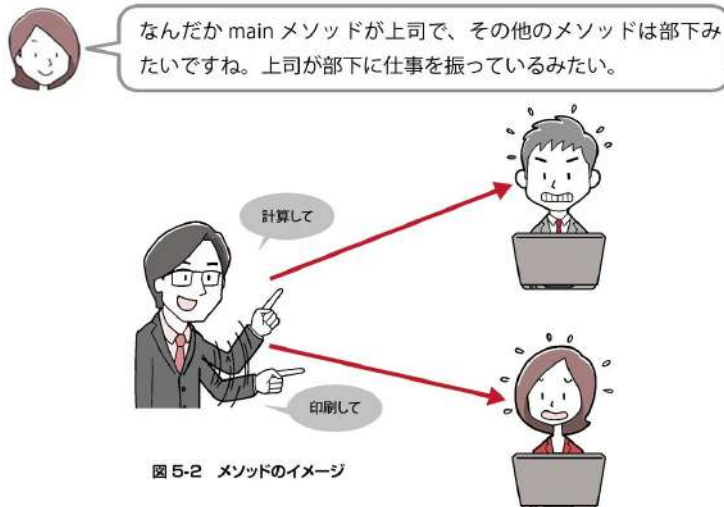 なんだか main メソッドが上司で、その他のメソッドは部下み
たいですね。上司が部下に仕事を振っているみたい。
計算して
印刷して
図 5-2 メソッドのイメージ